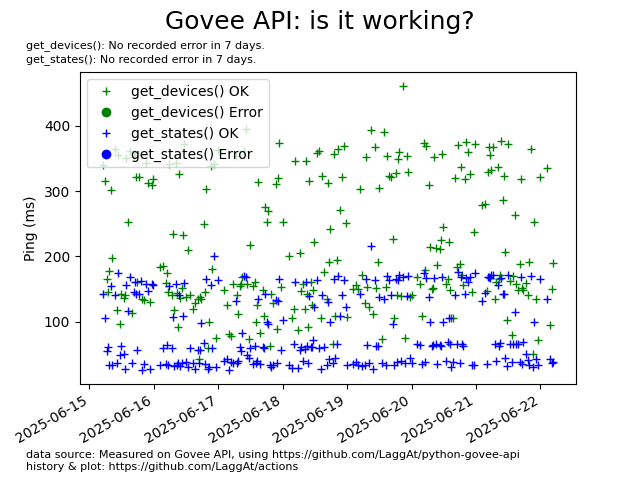 Govee API: is it working?
get_devices(): No recorded error in 7 days.
get_states(): No recorded error in 7 days.
get_devices() OK
get_devices() Error
get_states() OK
get_states() Error
Ping (ms)
400
300
200
100
2025-06-15
2025-06-16
2025-06-17
2025-06-18
2025-06-19
2025-06-20
2025-06-21
2025-06-22
data source: Measured on Govee API, using https://github.com/LaggAt/python-govee-api
history & plot: https://github.com/LaggAt/actions